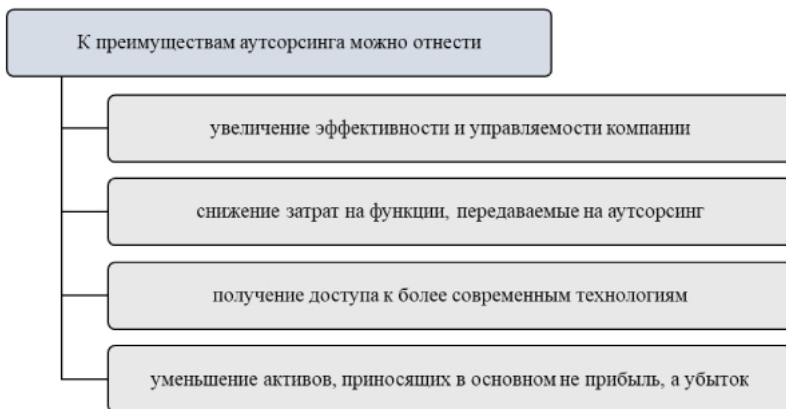 К преимуществам аутсорсинга можно отнести
увеличение эффективности и управляемости компании
снижение затрат на функции, передаваемые на аутсорсинг
получение доступа к более современным технологиям
уменьшение активов, приносящих в основном не прибыль, а убыток